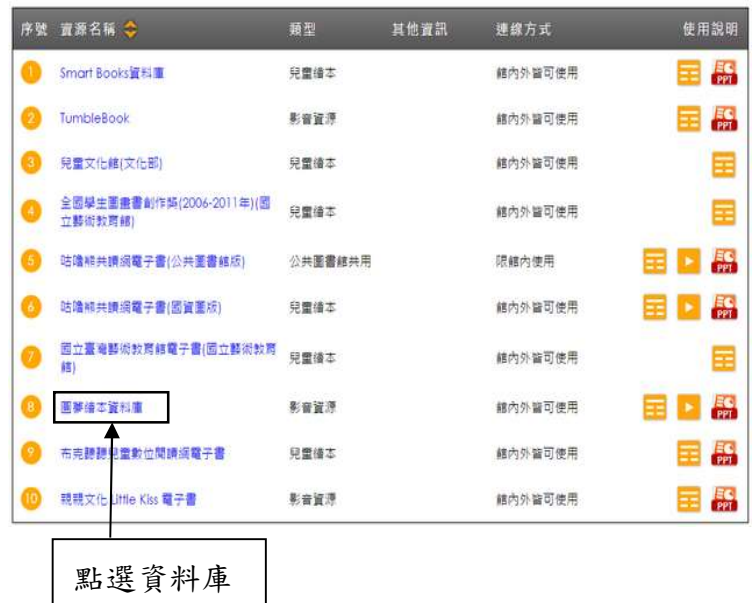 序號 資源名稱 類型 其他資訊 連線方式 使用說明
1 Smart Books資料庫 兒童繪本 館內外皆可使用 PPT
2 TumbleBook 影音資源 館內外皆可使用 PPT
3 兒童文化館(文化部) 兒童繪本 館內外皆可使用
4 全國學生圖畫書創作獎(2006-2011年)(國
立藝術教育館) 兒童繪本 館內外皆可使用
5 咕嚕熊共讀網電子書(公共圖書館版) 公共圖書館共用 限館內使用 PPT
6 咕嚕熊共讀網電子書(國資圖版) 兒童繪本 館內外皆可使用 PPT
7 國立臺灣藝術教育館電子書(國立藝術教育
館) 兒童繪本 館內外皆可使用
8 圓夢繪本資料庫 影音資源 館內外皆可使用 PPT
9 布克聽聽兒童數位閱讀網電子書 兒童繪本 館內外皆可使用 PPT
10 親親文化 Little Kiss 電子書 影音資源 館內外皆可使用 PPT
點選資料庫